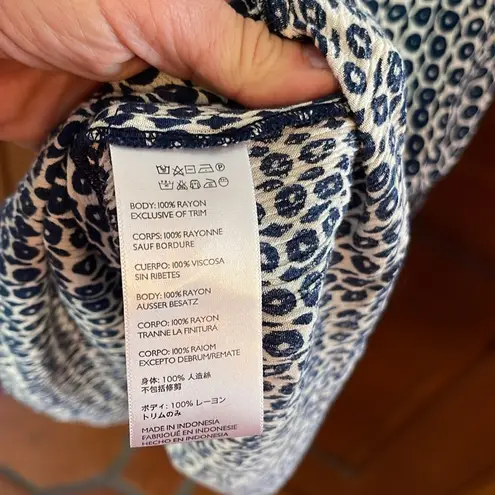 BODY: 100% RAYON
EXCLUSIVE OF TRIM
CORPS: 100% RAYONNE
SAUF BORDURE
CUERPO: 100% VISCOSA
SIN RIBETES
BODY: 100% RAYON
AUSSER BESATZ
CORPO: 100% RAYON
TRANNE LA FINITURA
CORPO: 100% RAIOM
EXCEPTO DEBRUM/REMATE
身体: 100% 人造絲
不包括修剪
ボディ: 100% レーヨン
トリムのみ
MADE IN INDONESIA
FABRIQUÉ EN INDONÉSIE
HECHO EN INDONESIA